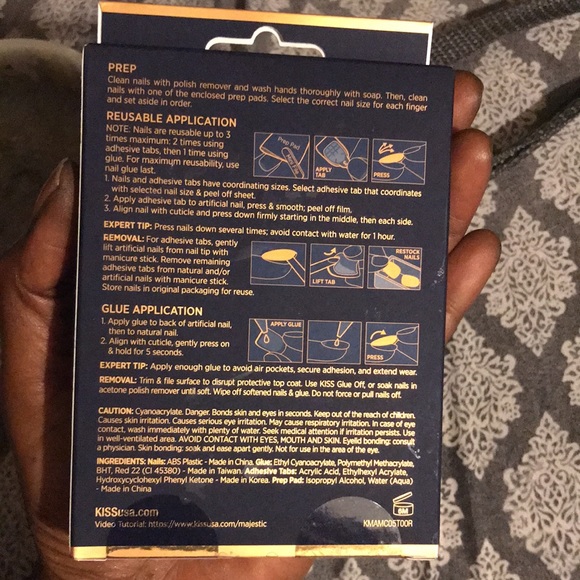 PREP
Clean nails with polish remover and wash hands thoroughly with soap. Then, clean
nails with one of the enclosed prep pads. Select the correct nail size for each finger
and set aside in order.
REUSABLE APPLICATION
NOTE: Nails are reusable up to 3
times maximum: 2 times using
adhesive tabs, then 1 time using
glue. For maximum reusability, use
nail glue last.
Prep Pad
APPLY
TAB
PRESS
1. Nails and adhesive tabs have coordinating sizes. Select adhesive tab that coordinates
with selected nail size & peel off sheet.
2. Apply adhesive tab to artificial nail, press & smooth; peel off film.
3. Align nail with cuticle and press down firmly starting in the middle, then each side.
EXPERT TIP: Press nails down several times; avoid contact with water for 1 hour.
REMOVAL: For adhesive tabs, gently
lift artificial nails from nail tip with
manicure stick. Remove remaining
adhesive tabs from natural and/or
artificial nails with manicure stick.
Store nails in original packaging for reuse.
LIFT TAB
RESTOCK
NAILS
GLUE APPLICATION
1. Apply glue to back of artificial nail,
then to natural nail.
2. Align with cuticle, gently press on
& hold for 5 seconds.
APPLY GLUE
PRESS
EXPERT TIP: Apply enough glue to avoid air pockets, secure adhesion, and extend wear.
REMOVAL: Trim & file surface to disrupt protective top coat. Use KISS Glue Off, or soak nails in
acetone polish remover until soft. Wipe off softened nails & glue. Do not force or pull nails off.
CAUTION: Cyanoacrylate. Danger. Bonds skin and eyes in seconds. Keep out of the reach of children.
Causes skin irritation. Causes serious eye irritation. May cause respiratory irritation. In case of eye
contact, wash immediately with plenty of water. Seek medical attention if irritation persists. Use
in well-ventilated area. AVOID CONTACT WITH EYES, MOUTH AND SKIN. Eyelid bonding: consult
a physician. Skin bonding: soak and ease apart gently. Not for use in the area of the eye.
INGREDIENTS: Nails: ABS Plastic - Made in China. Glue: Ethyl Cyanoacrylate, Polymethyl Methacrylate,
BHT, Red 22 (CI 45380) - Made in Taiwan. Adhesive Tabs: Acrylic Acid, Ethylhexyl Acrylate,
Hydroxycyclohexyl Phenyl Ketone - Made in Korea. Prep Pad: Isopropyl Alcohol, Water (Aqua)
- Made in China
KISSusa.com
Video Tutorial: https://www.kissusa.com/majestic
KMAMC05T00R